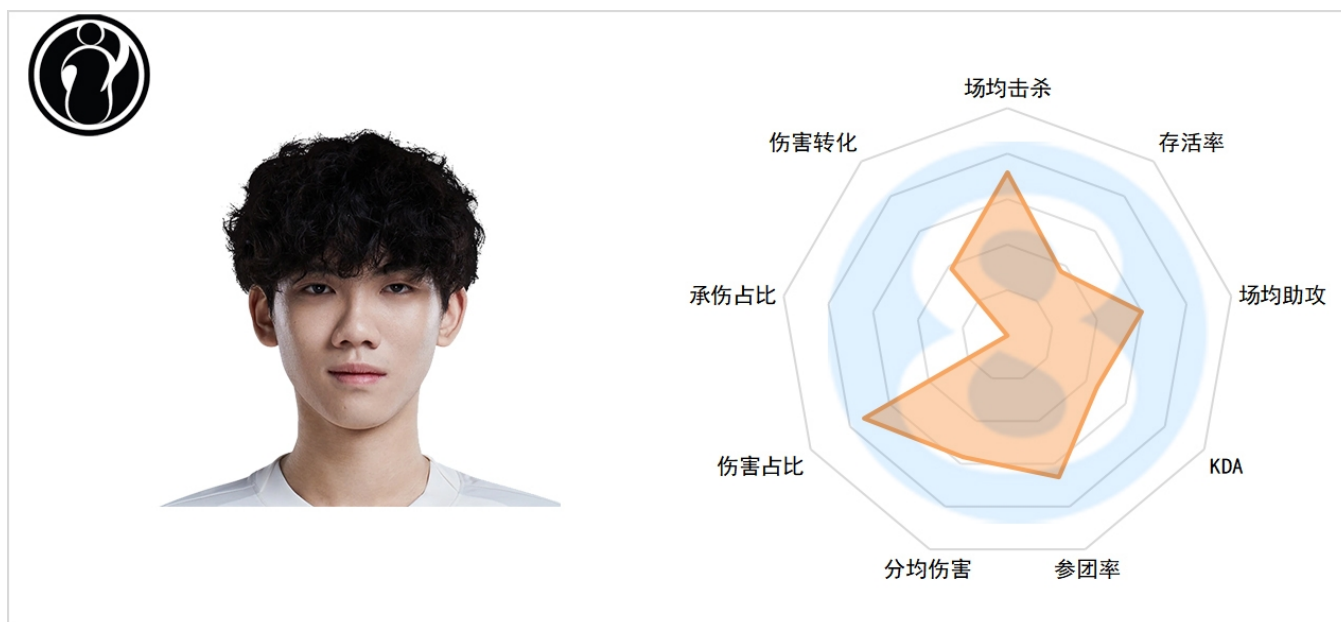 场均击杀
伤害转化
存活率
承伤占比
场均助攻
伤害占比
KDA
分均伤害
参团率